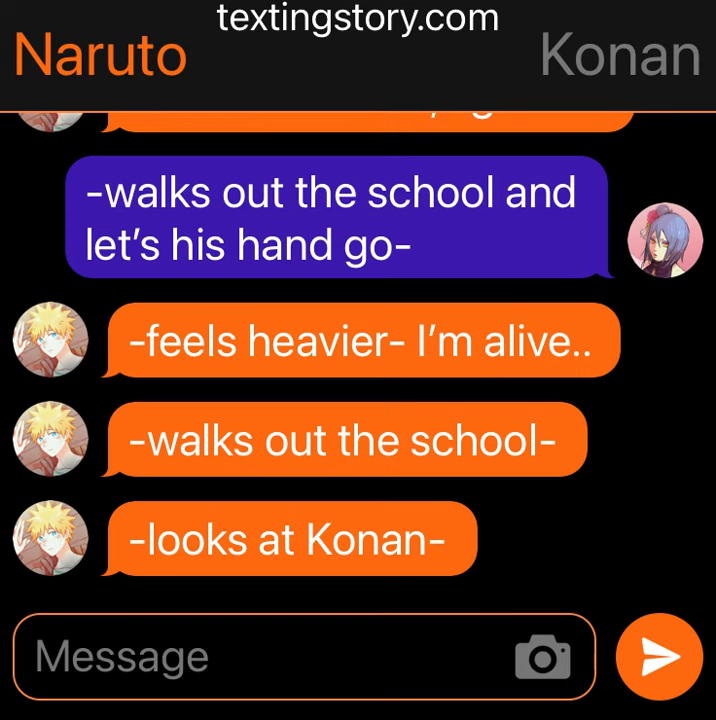 textingstory.com
Naruto
Konan
-walks out the school and
let’s his hand go-
-feels heavier- I’m alive..
-walks out the school-
-looks at Konan-
Message